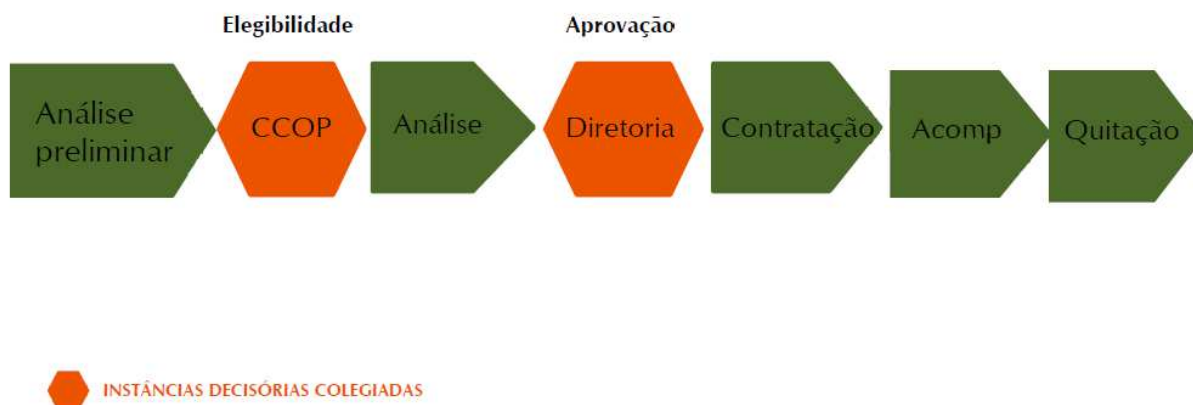 Elegibilidade
Aprovação
Análise
preliminar
CCOP
Análise
Diretoria
Contratação
Acomp
Quitação
INSTÂNCIAS DECISÓRIAS COLEGIADAS